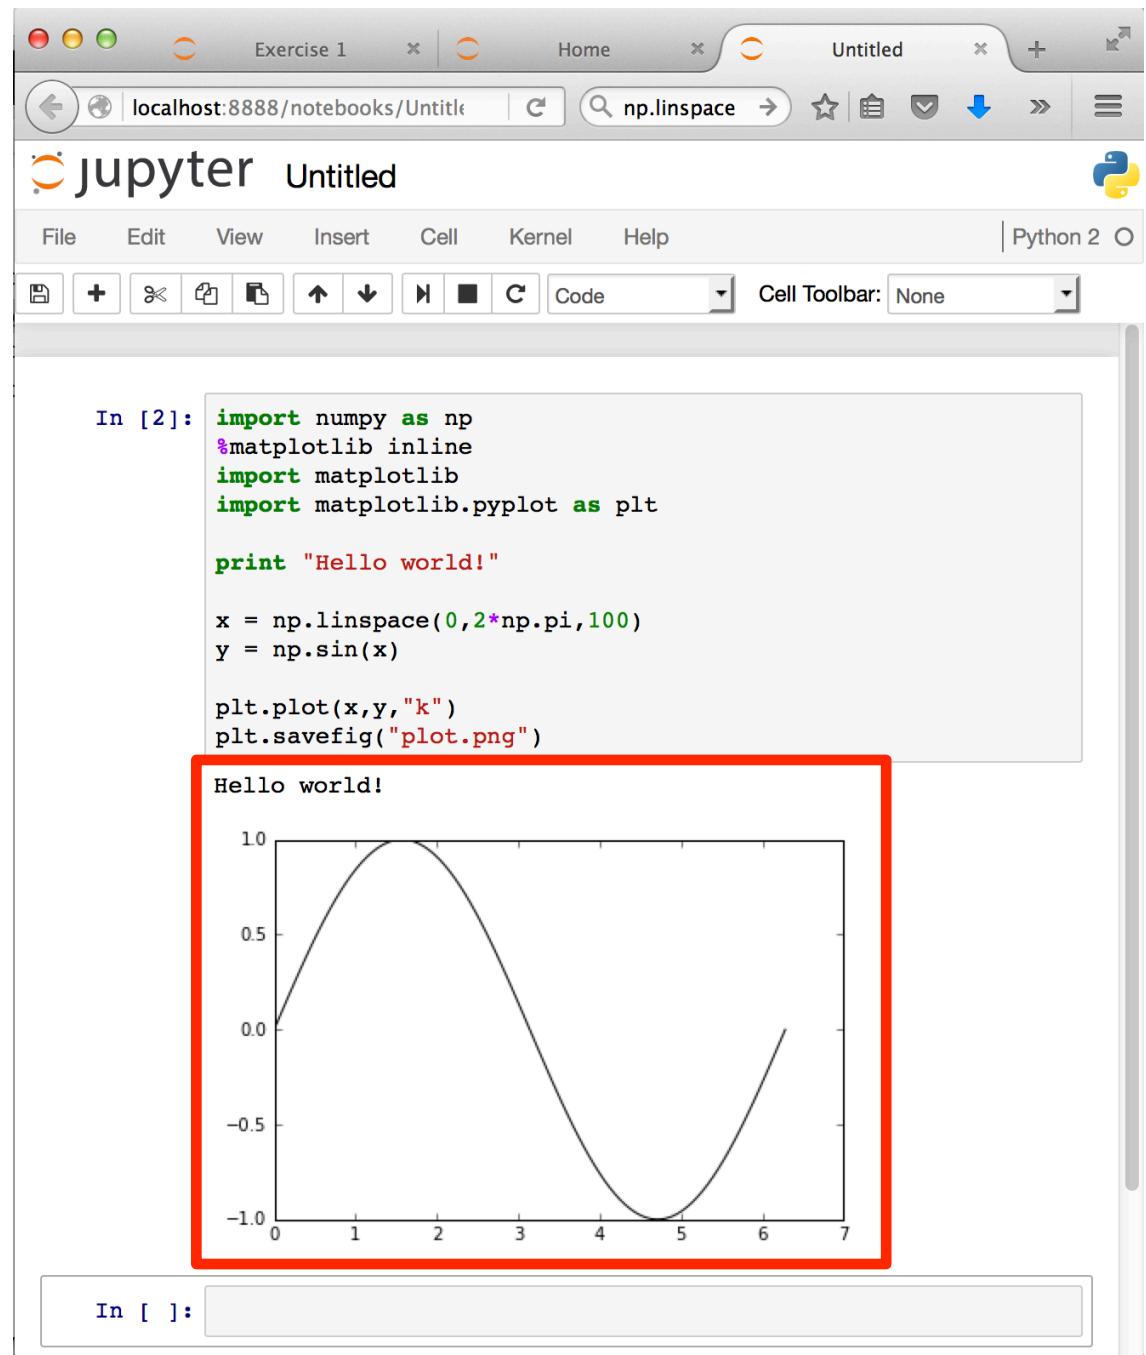 Exercise 1 Home Untitled
localhost:8888/notebooks/Untitle np.linspace
jupyter Untitled
File Edit View Insert Cell Kernel Help Python 2
Code Cell Toolbar: None
In [2]: import numpy as np
%matplotlib inline
import matplotlib
import matplotlib.pyplot as plt
print "Hello world!"
x = np.linspace(0,2*np.pi,100)
y = np.sin(x)
plt.plot(x,y,"k")
plt.savefig("plot.png")
Hello world!
1.0
0.5
0.0
−0.5
−1.0
0 1 2 3 4 5 6 7
In [ ]: